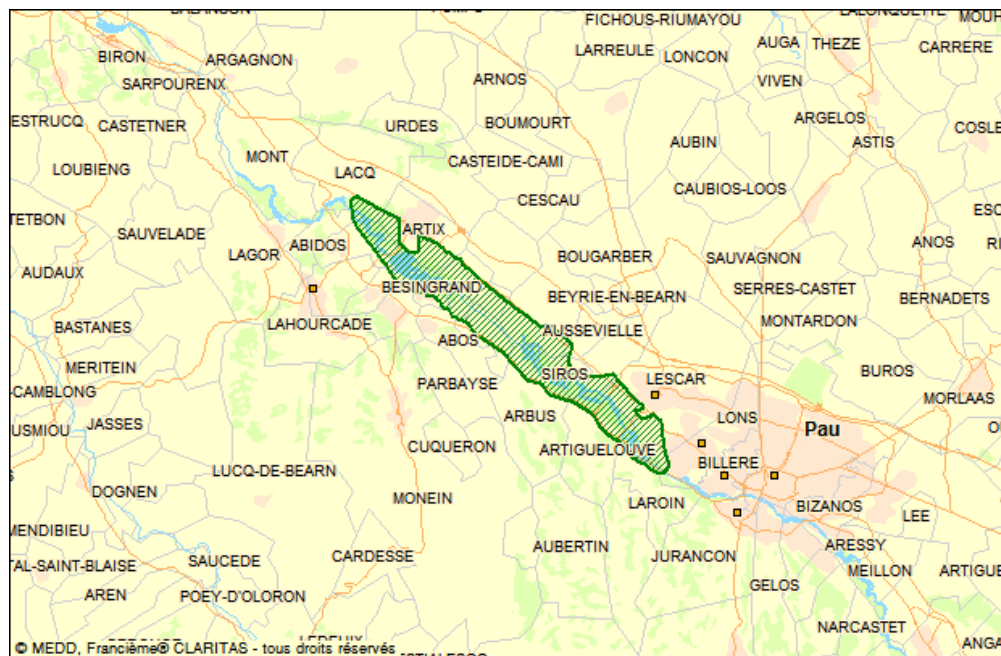 FICHOUS-RIUMAYOU
BIRON
ARGAGNON
LARREULE
LONCON
AUGA
THEZE
CARRERE
SARPOURENX
ARNOS
VIVEN
ESTRUCQ
CASTETNER
URDES
BOUMOURT
AUBIN
ARGELOS
ASTIS
COSLE
LOUBIENG
MONT
LACQ
CASTEIDE-CAMI
CESCAU
CAUBIOS-LOOS
TETBON
SAUVELADE
ARTIX
ESC
AUDAUX
LAGOR
ABIDOS
BOUGARBER
SAUVAGNON
ANOS
BESINGRAND
BEYRIE-EN-BEARN
SERRES-CASTET
BERNADETS
BASTANES
LAHOURCADE
ABOS
AUSSEVIELLE
MONTARDON
MERITEIN
PARBAYSE
SIROS
LESCAR
BUROS
-CAMBLONG
MORLAAS
JASSES
ARBUS
LONS
Pau
USMIOU
CUQUERON
ARTIGUELOUVE
BILLERE
LUCQ-DE-BEARN
DOGNEN
MONEIN
LAROIN
BIZANOS
LEE
MENDIBIEU
AUBERTIN
ARESSY
TAL-SAINT-BLAISE
SAUCEDE
CARDESSE
JURANCON
MEILLON
ARTIGUE
AREN
POEY-D'OLORON
GELOS
NARCASTET
ANGA
© MEDD, Francième® CLARITAS - tous droits réservés